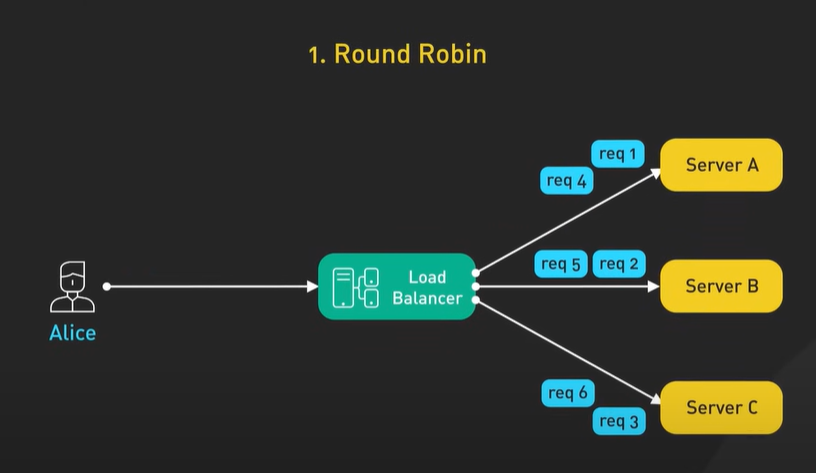 1. Round Robin
req 1
req 4
Server A
req 5
req 2
Server B
Load
Balancer
Alice
req 6
req 3
Server C